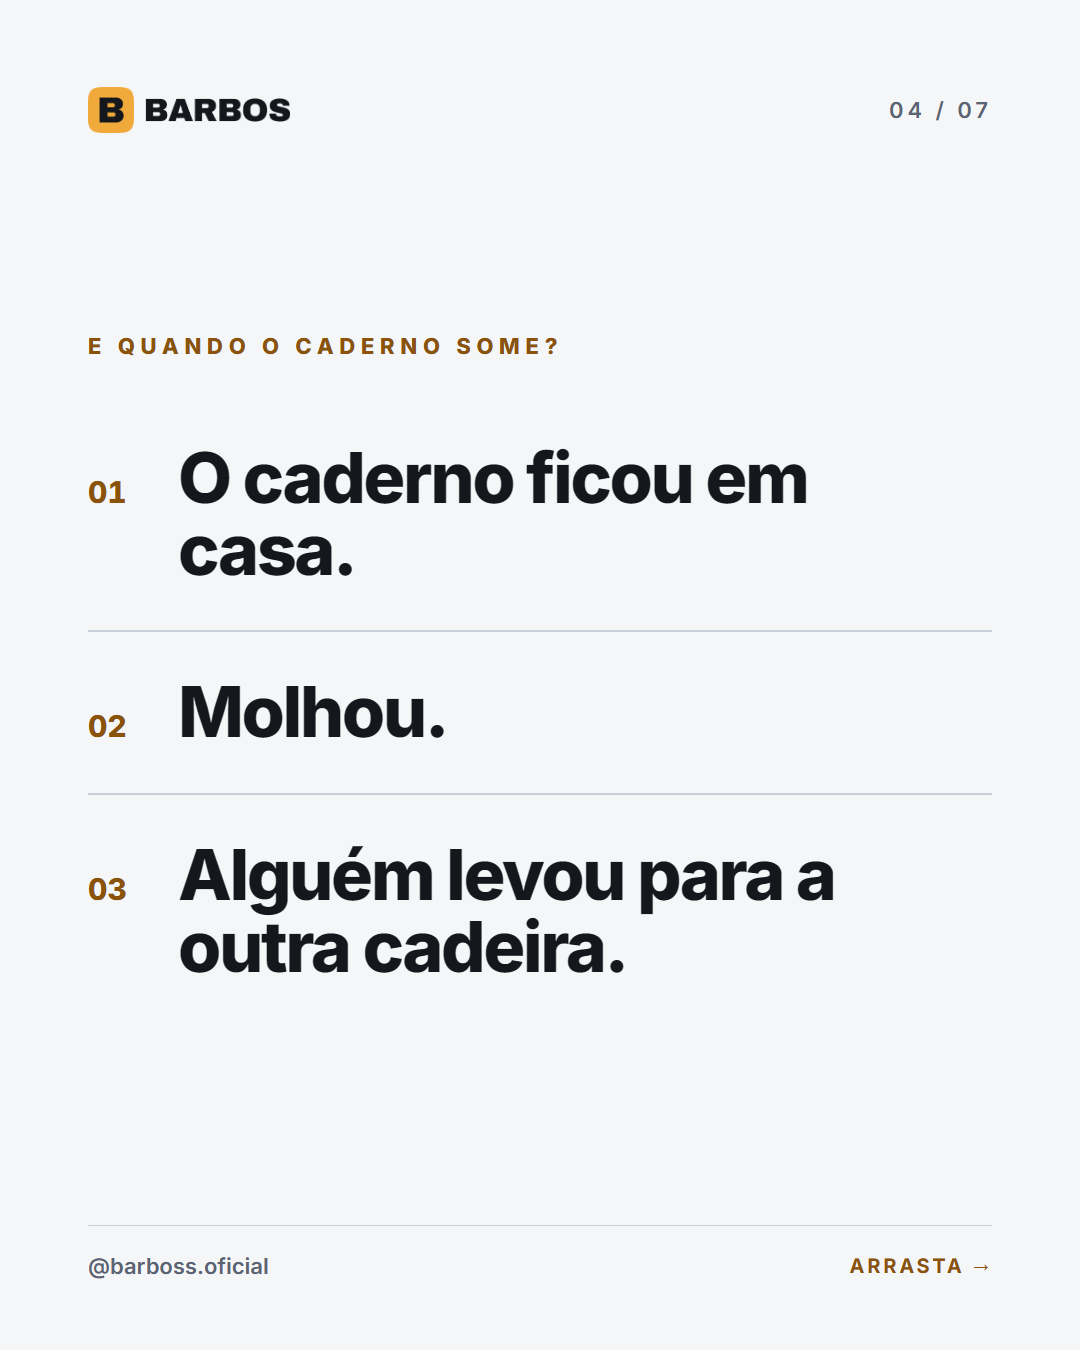 B BARBOS
04 / 07
E QUANDO O CADERNO SOME?
01 O caderno ficou em
casa.
02 Molhou.
03 Alguém levou para a
outra cadeira.
@barboss.oficial
ARRASTA →